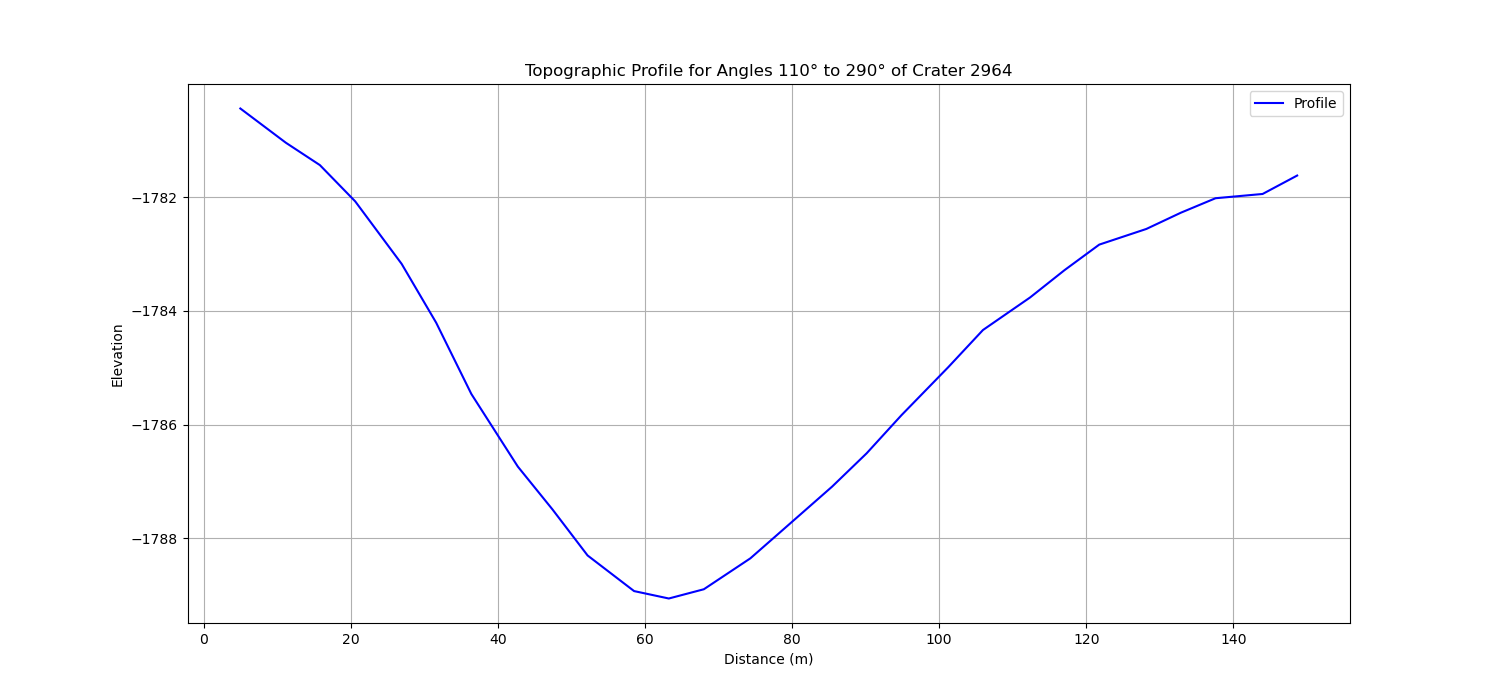 Topographic Profile for Angles 110° to 290° of Crater 2964
Profile
−1782
−1784
−1786
−1788
Elevation
0 20 40 60 80 100 120 140
Distance (m)